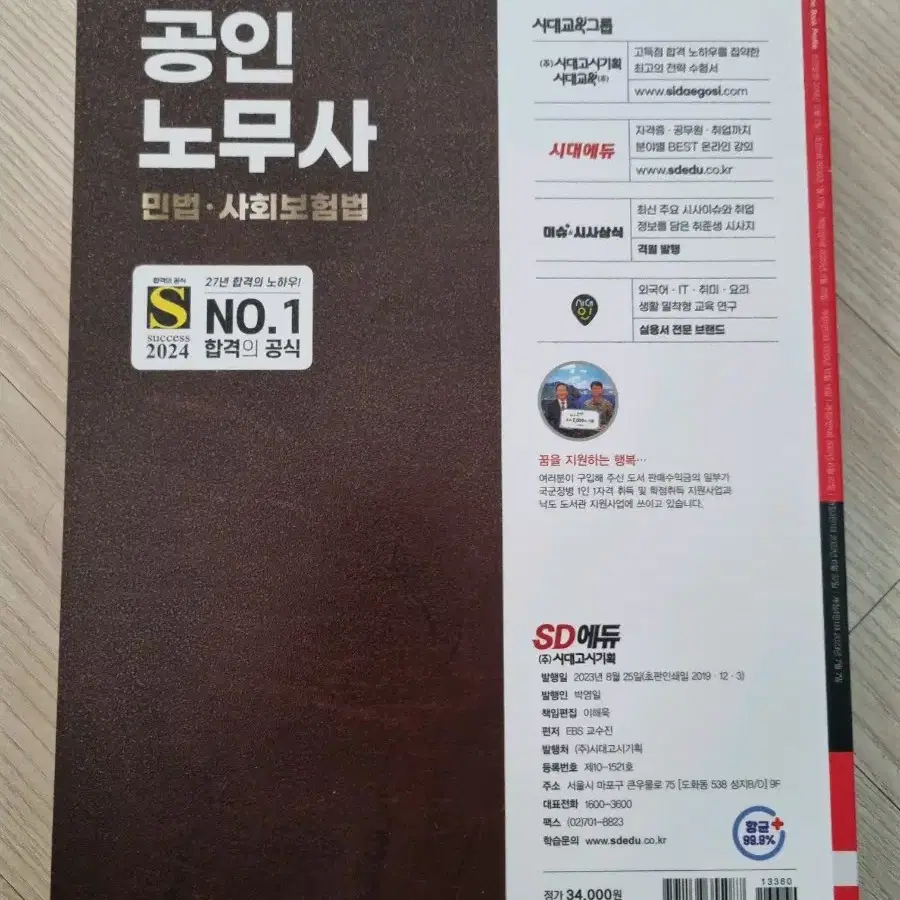 공인
노무사
민법·사회보험법
합격의 공식
S
success
2024
27년 합격의 노하우!
NO.1
합격의 공식
시대교육그룹
(주)시대고시기획
시대교육(주)
고득점 합격 노하우를 집약한
최고의 전략 수험서
www.sidaegosi.com
시대에듀
자격증·공무원·취업까지
분야별 BEST 온라인 강의
www.sdedu.co.kr
이슈&시사상식
최신 주요 시사이슈와 취업
정보를 담은 취준생 시사지
격월 발행
시대인
외국어·IT·취미·요리
생활 밀착형 교육 연구
실용서 전문 브랜드
꿈을 지원하는 행복…
여러분이 구입해 주신 도서 판매수익금의 일부가
국군장병 1인 1자격 취득 및 학점취득 지원사업과
낙도 도서관 지원사업에 쓰이고 있습니다.
SD에듀
(주)시대고시기획
발행일 2023년 8월 25일(초판인쇄일 2019·12·3)
발행인 박영일
책임편집 이해욱
편저 EBS 교수진
발행처 (주)시대고시기획
등록번호 제10-1521호
주소 서울시 마포구 큰우물로 75 [도화동 538 성지B/D] 9F
대표전화 1600-3600
팩스 (02)701-8823
학습문의 www.sdedu.co.kr
항균
99.9%
정가 34,000원
13360